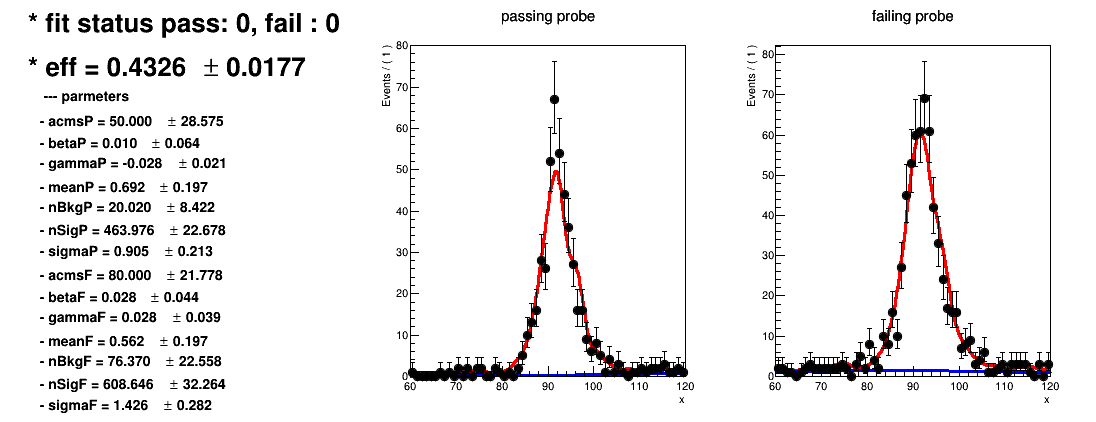 * fit status pass: 0, fail : 0
* eff = 0.4326 ± 0.0177
--- parmeters
- acmsP = 50.000 ± 28.575
- betaP = 0.010 ± 0.064
- gammaP = -0.028 ± 0.021
- meanP = 0.692 ± 0.197
- nBkgP = 20.020 ± 8.422
- nSigP = 463.976 ± 22.678
- sigmaP = 0.905 ± 0.213
- acmsF = 80.000 ± 21.778
- betaF = 0.028 ± 0.044
- gammaF = 0.028 ± 0.039
- meanF = 0.562 ± 0.197
- nBkgF = 76.370 ± 22.558
- nSigF = 608.646 ± 32.264
- sigmaF = 1.426 ± 0.282
passing probe
Events / ( 1 )
80
70
60
50
40
30
20
10
0
60 70 80 90 100 110 120
x
failing probe
Events / ( 1 )
80
70
60
50
40
30
20
10
0
60 70 80 90 100 110 120
x